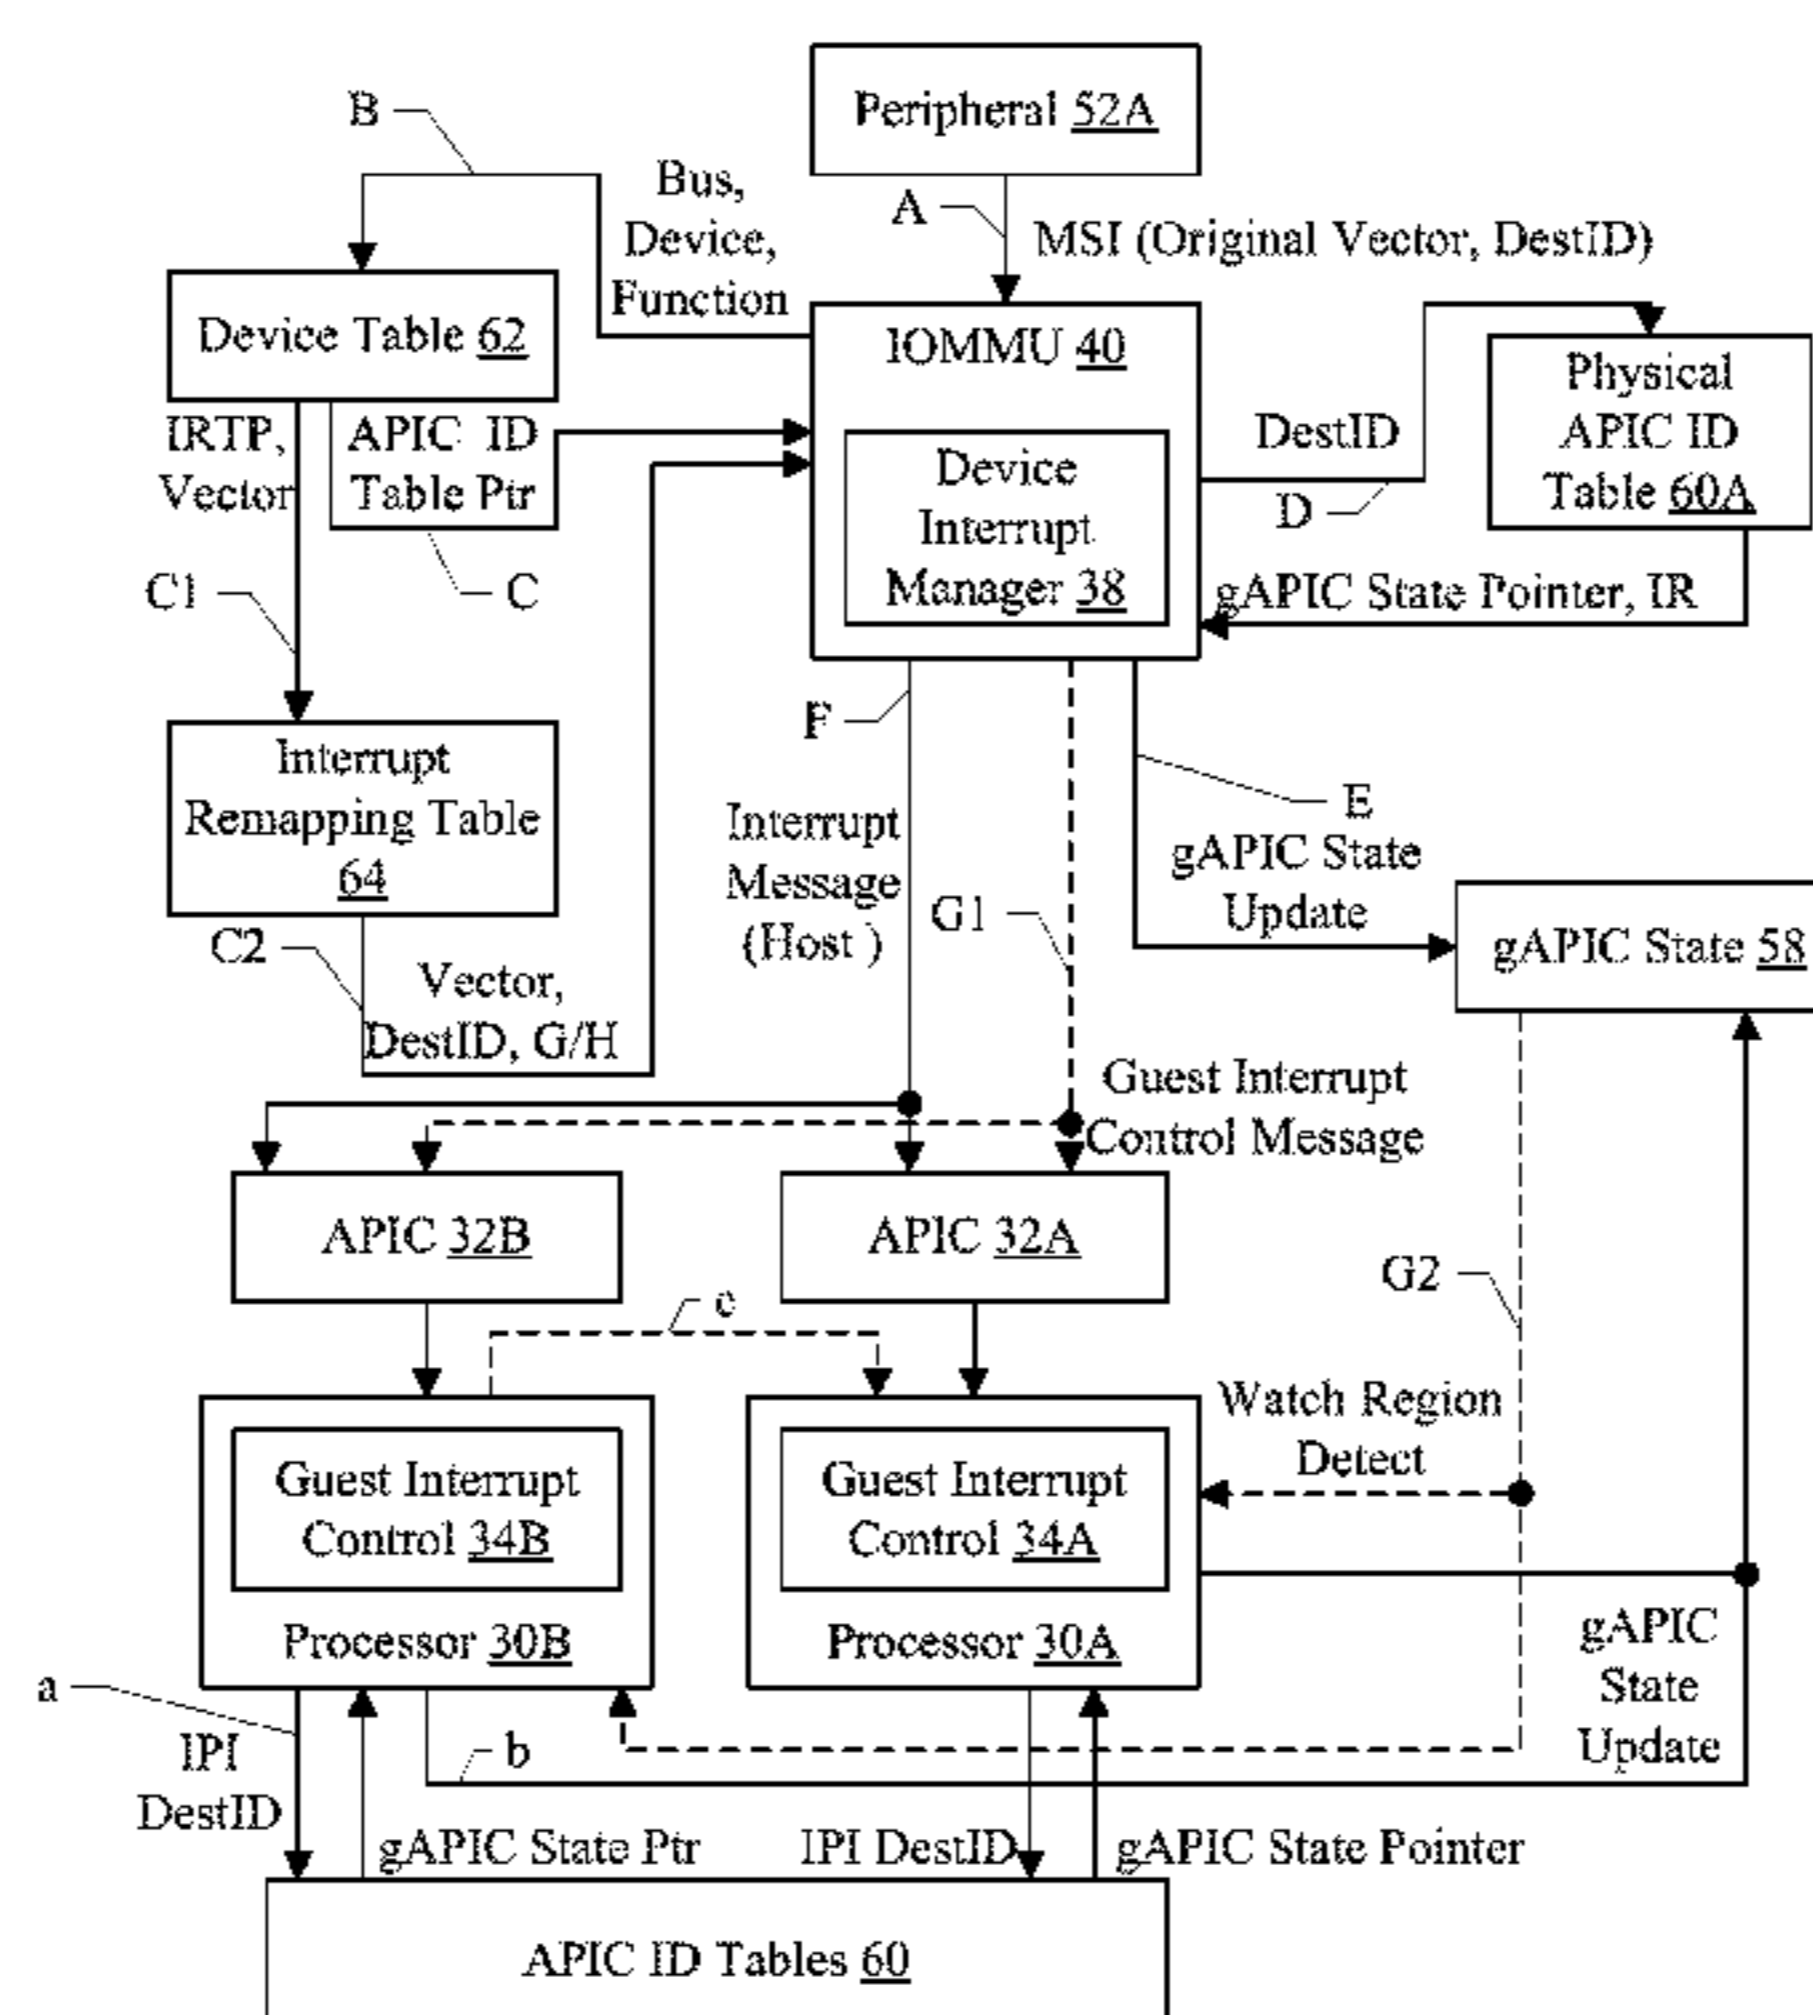 Peripheral 52A
B
Bus,
Device,
Function
A
MSI (Original Vector, DestID)
Device Table 62
IOMMU 40
Physical
APIC ID
Table 60A
IRTP,
Vector
APIC ID
Table Ptr
Device
Interrupt
Manager 38
DestID
D
C1
C
gAPIC State Pointer, IR
F
Interrupt
Remapping Table
64
E
gAPIC State
Update
Interrupt
Message
(Host )
G1
C2
Vector,
DestID, G/H
gAPIC State 58
Guest Interrupt
Control Message
APIC 32B
APIC 32A
G2
c
Watch Region
Detect
Guest Interrupt
Control 34B
Processor 30B
Guest Interrupt
Control 34A
Processor 30A
gAPIC
State
Update
a
IPI
DestID
b
gAPIC State Ptr
IPI DestID
gAPIC State Pointer
APIC ID Tables 60